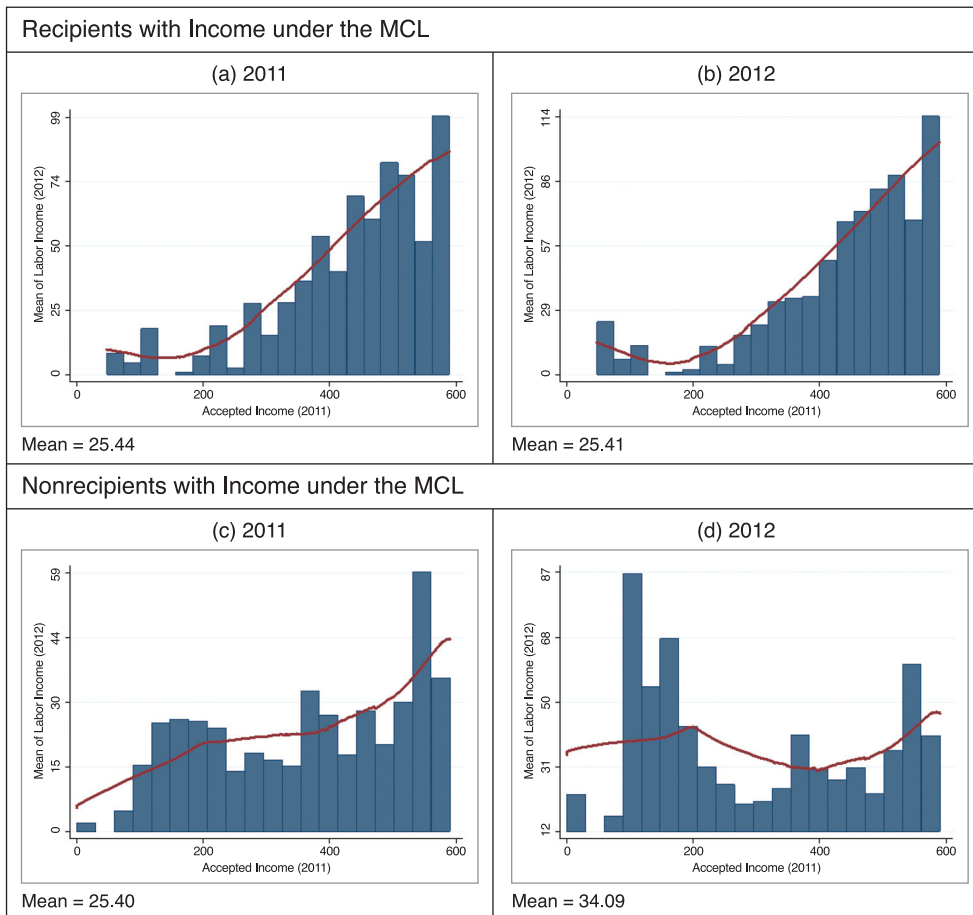 Recipients with Income under the MCL
(a) 2011
Mean of Labor Income (2012)
99
74
50
25
0
0 200 400 600
Accepted Income (2011)
Mean = 25.44
(b) 2012
Mean of Labor Income (2012)
114
86
57
29
0
0 200 400 600
Accepted Income (2011)
Mean = 25.41
Nonrecipients with Income under the MCL
(c) 2011
Mean of Labor Income (2012)
59
44
30
15
0
0 200 400 600
Accepted Income (2011)
Mean = 25.40
(d) 2012
Mean of Labor Income (2012)
87
68
50
31
12
0 200 400 600
Accepted Income (2011)
Mean = 34.09